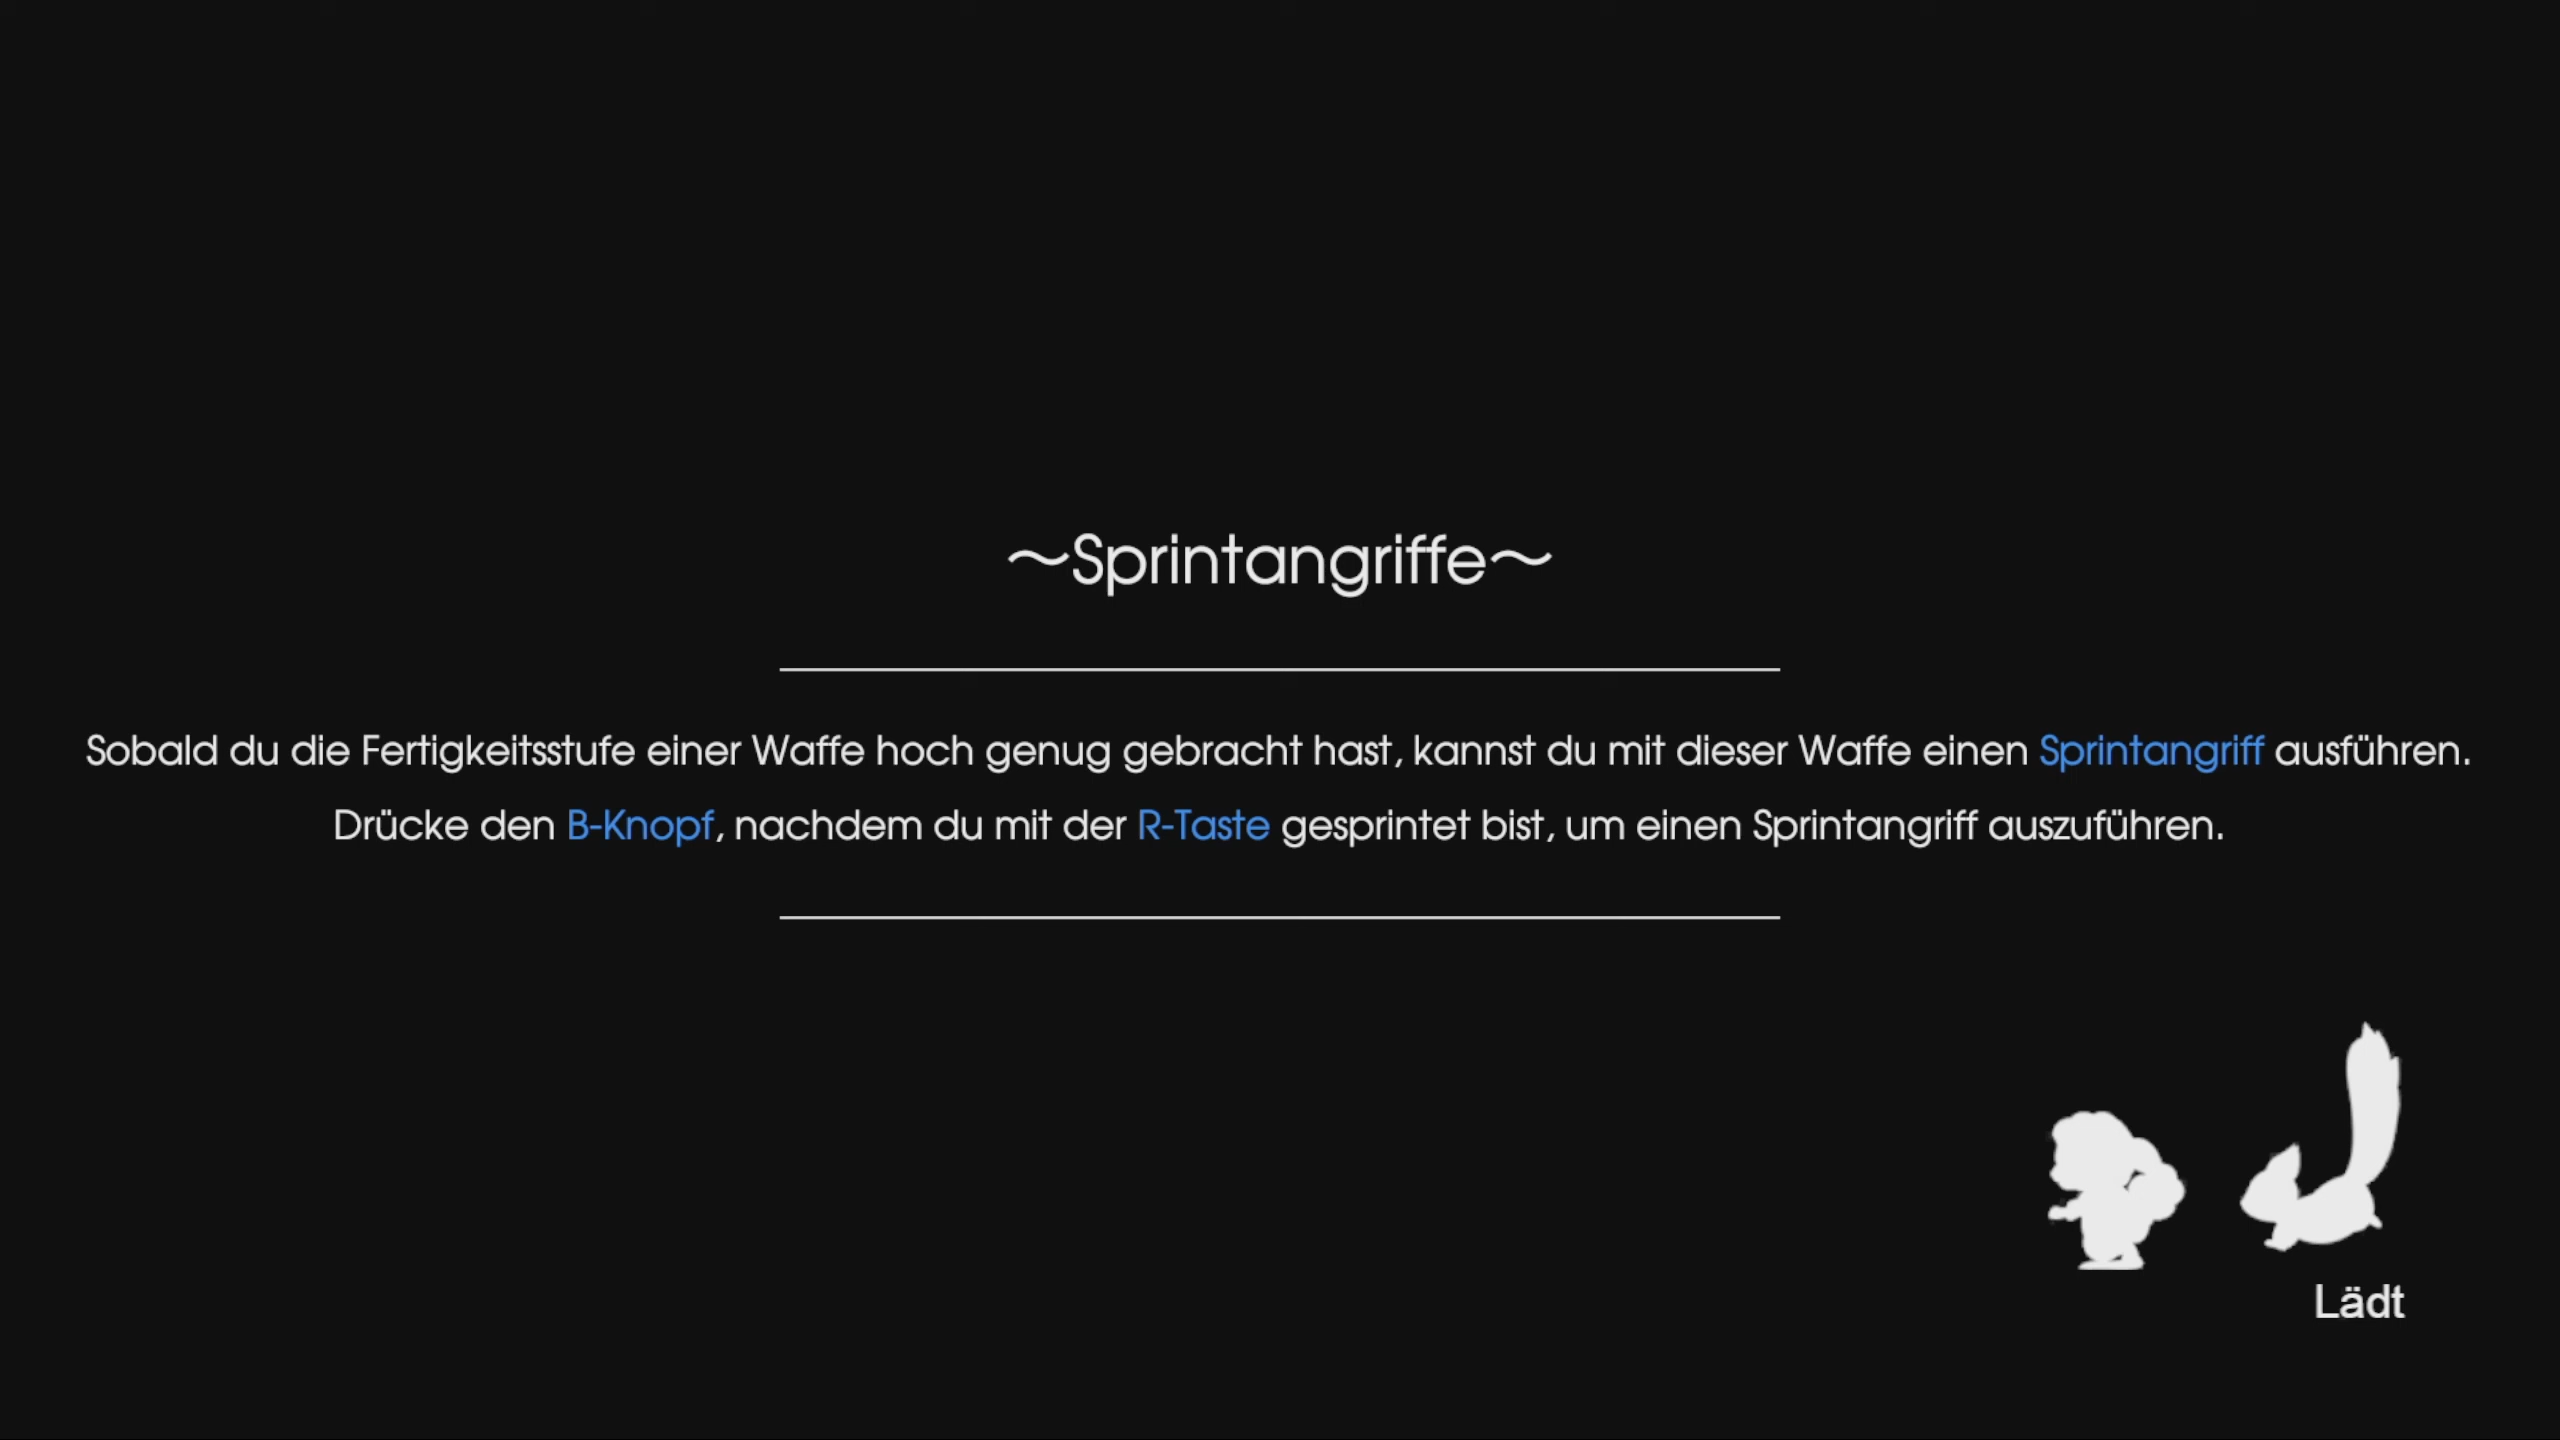 ～Sprintangriffe～
Sobald du die Fertigkeitsstufe einer Waffe hoch genug gebracht hast, kannst du mit dieser Waffe einen Sprintangriff ausführen.
Drücke den B-Knopf, nachdem du mit der R-Taste gesprintet bist, um einen Sprintangriff auszuführen.
Lädt